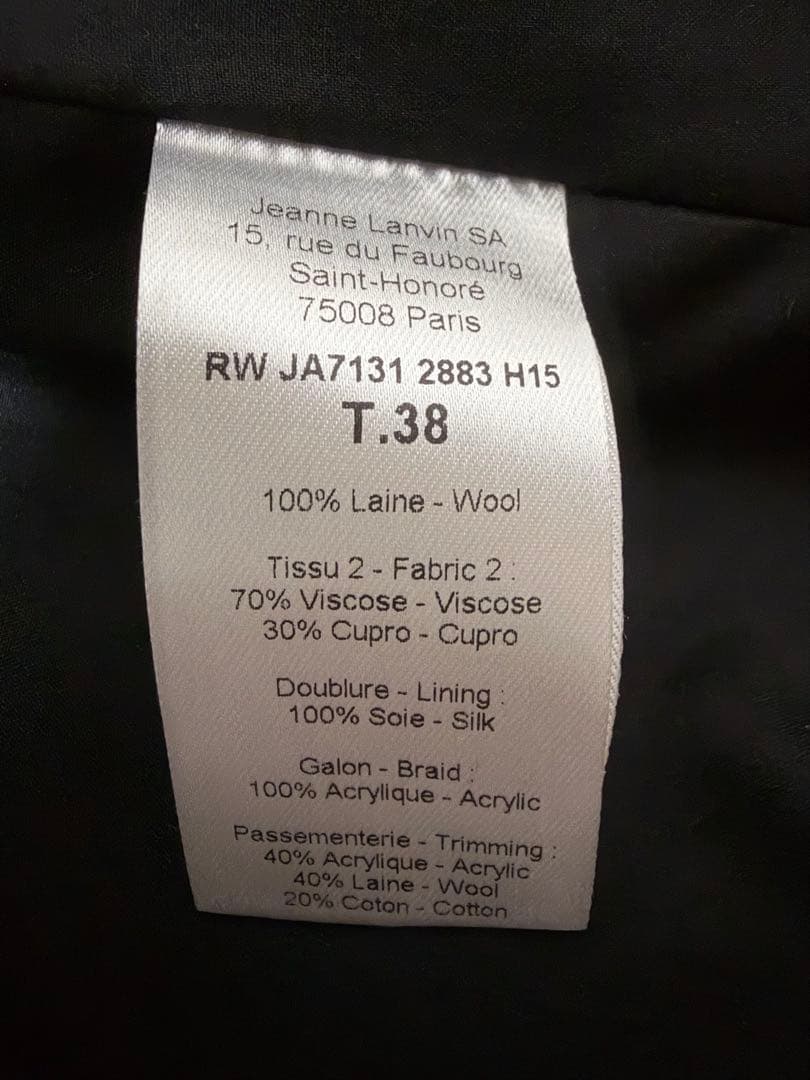 Jeanne Lanvin SA
15, rue du Faubourg
Saint-Honoré
75008 Paris
RW JA7131 2883 H15
T.38
100% Laine - Wool
Tissu 2 - Fabric 2 :
70% Viscose - Viscose
30% Cupro - Cupro
Doublure - Lining :
100% Soie - Silk
Galon - Braid :
100% Acrylique - Acrylic
Passementerie - Trimming :
40% Acrylique - Acrylic
40% Laine - Wool
20% Coton - Cotton